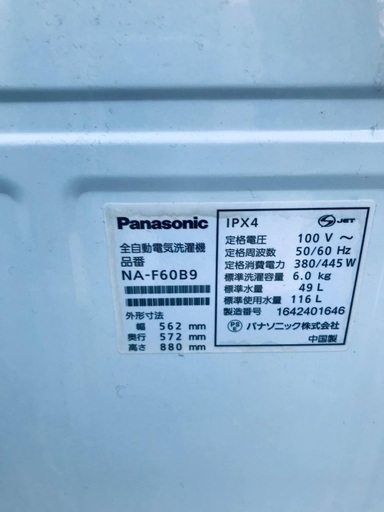 Panasonic
全自動電気洗濯機
品番
NA-F60B9
外形寸法
幅 562 mm
奥行 572 mm
高さ 880 mm
IPX4
S JET
定格電圧 100 V ～
定格周波数 50/60 Hz
定格消費電力 380/445 W
標準洗濯容量 6.0 kg
標準水量 49 L
標準使用水量 116 L
製造番号 1642401646
パナソニック株式会社
中国製